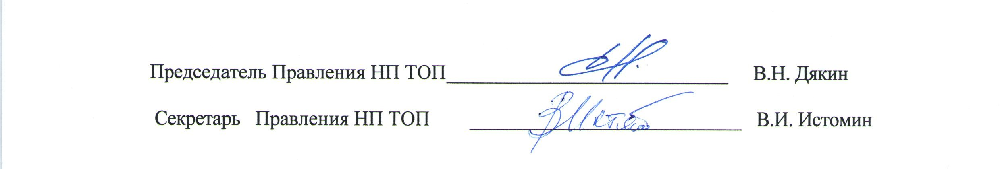 Председатель Правления НП ТОП В.Н. Дякин
Секретарь Правления НП ТОП В.И. Истомин